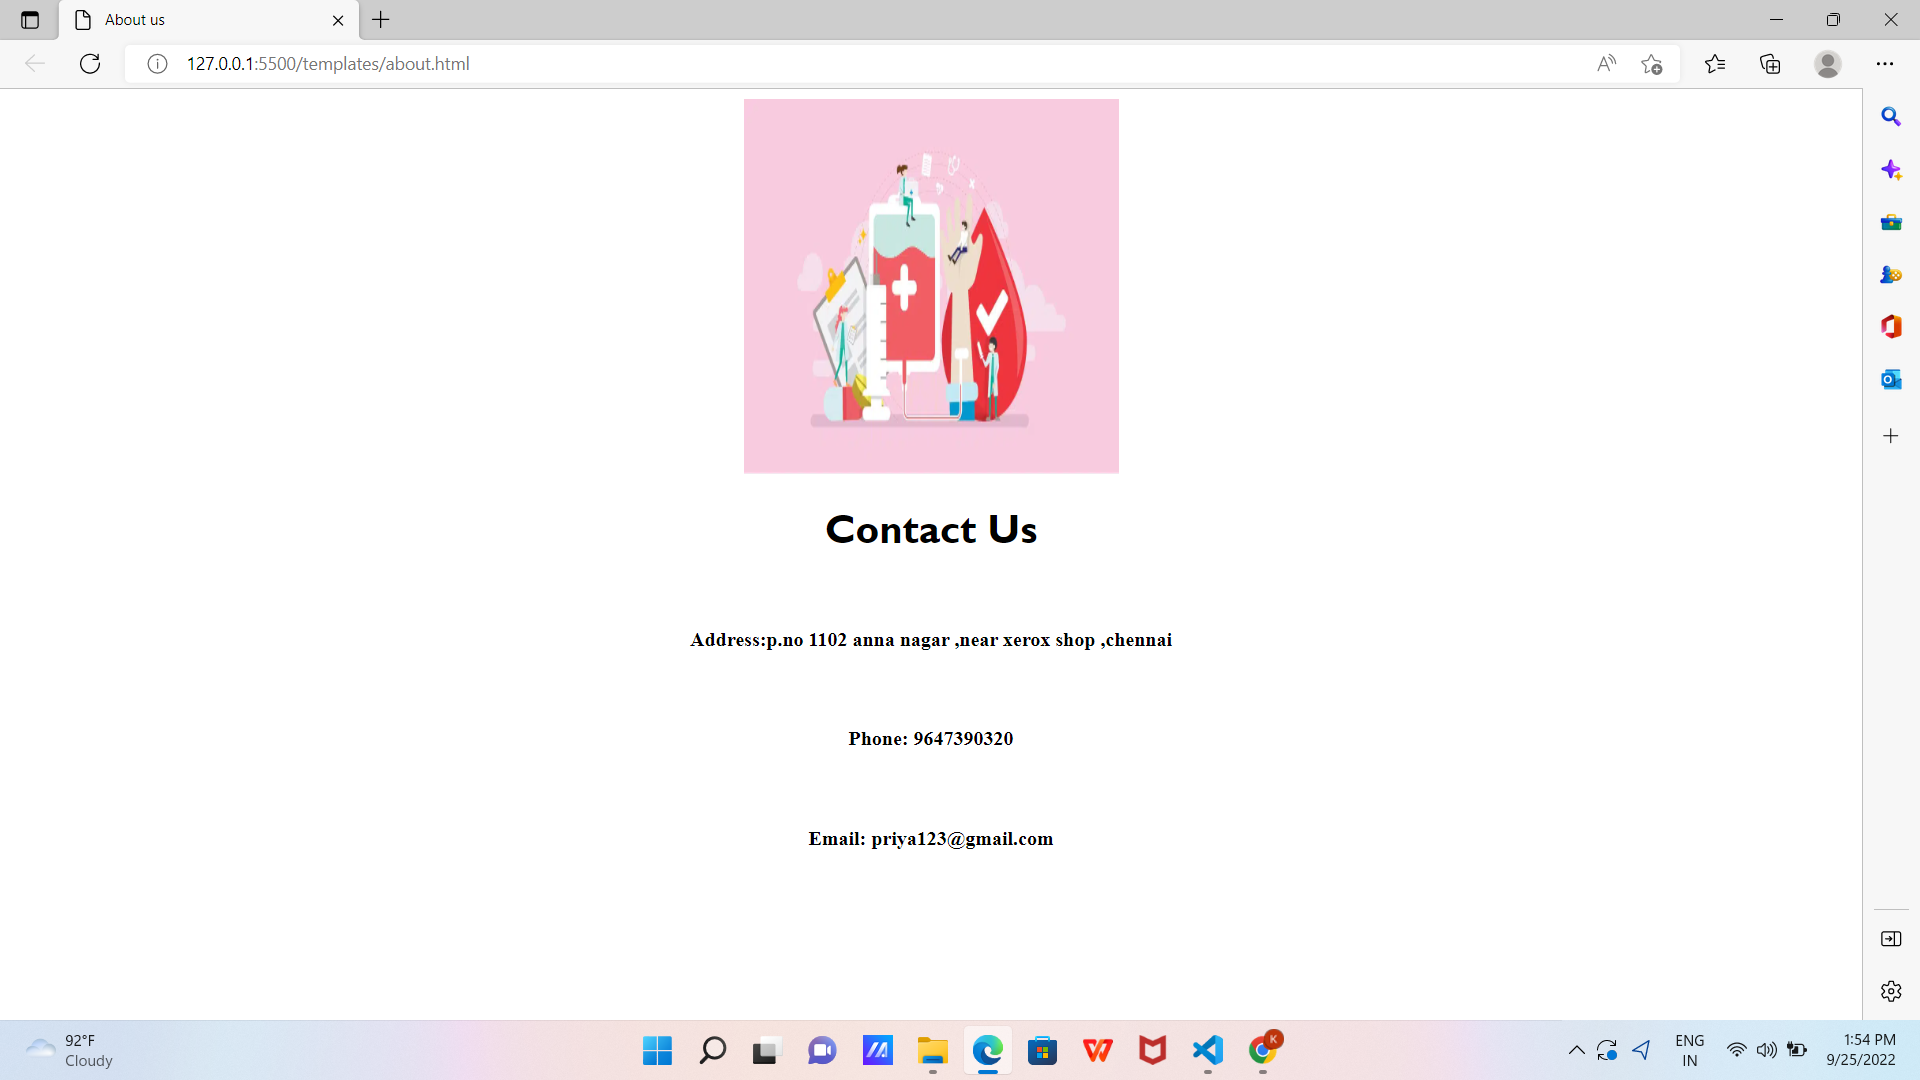 About us
127.0.0.1:5500/templates/about.html
Contact Us
Address:p.no 1102 anna nagar ,near xerox shop ,chennai
Phone: 9647390320
Email: priya123@gmail.com
92°F
Cloudy
K
ENG
IN
1:54 PM
9/25/2022